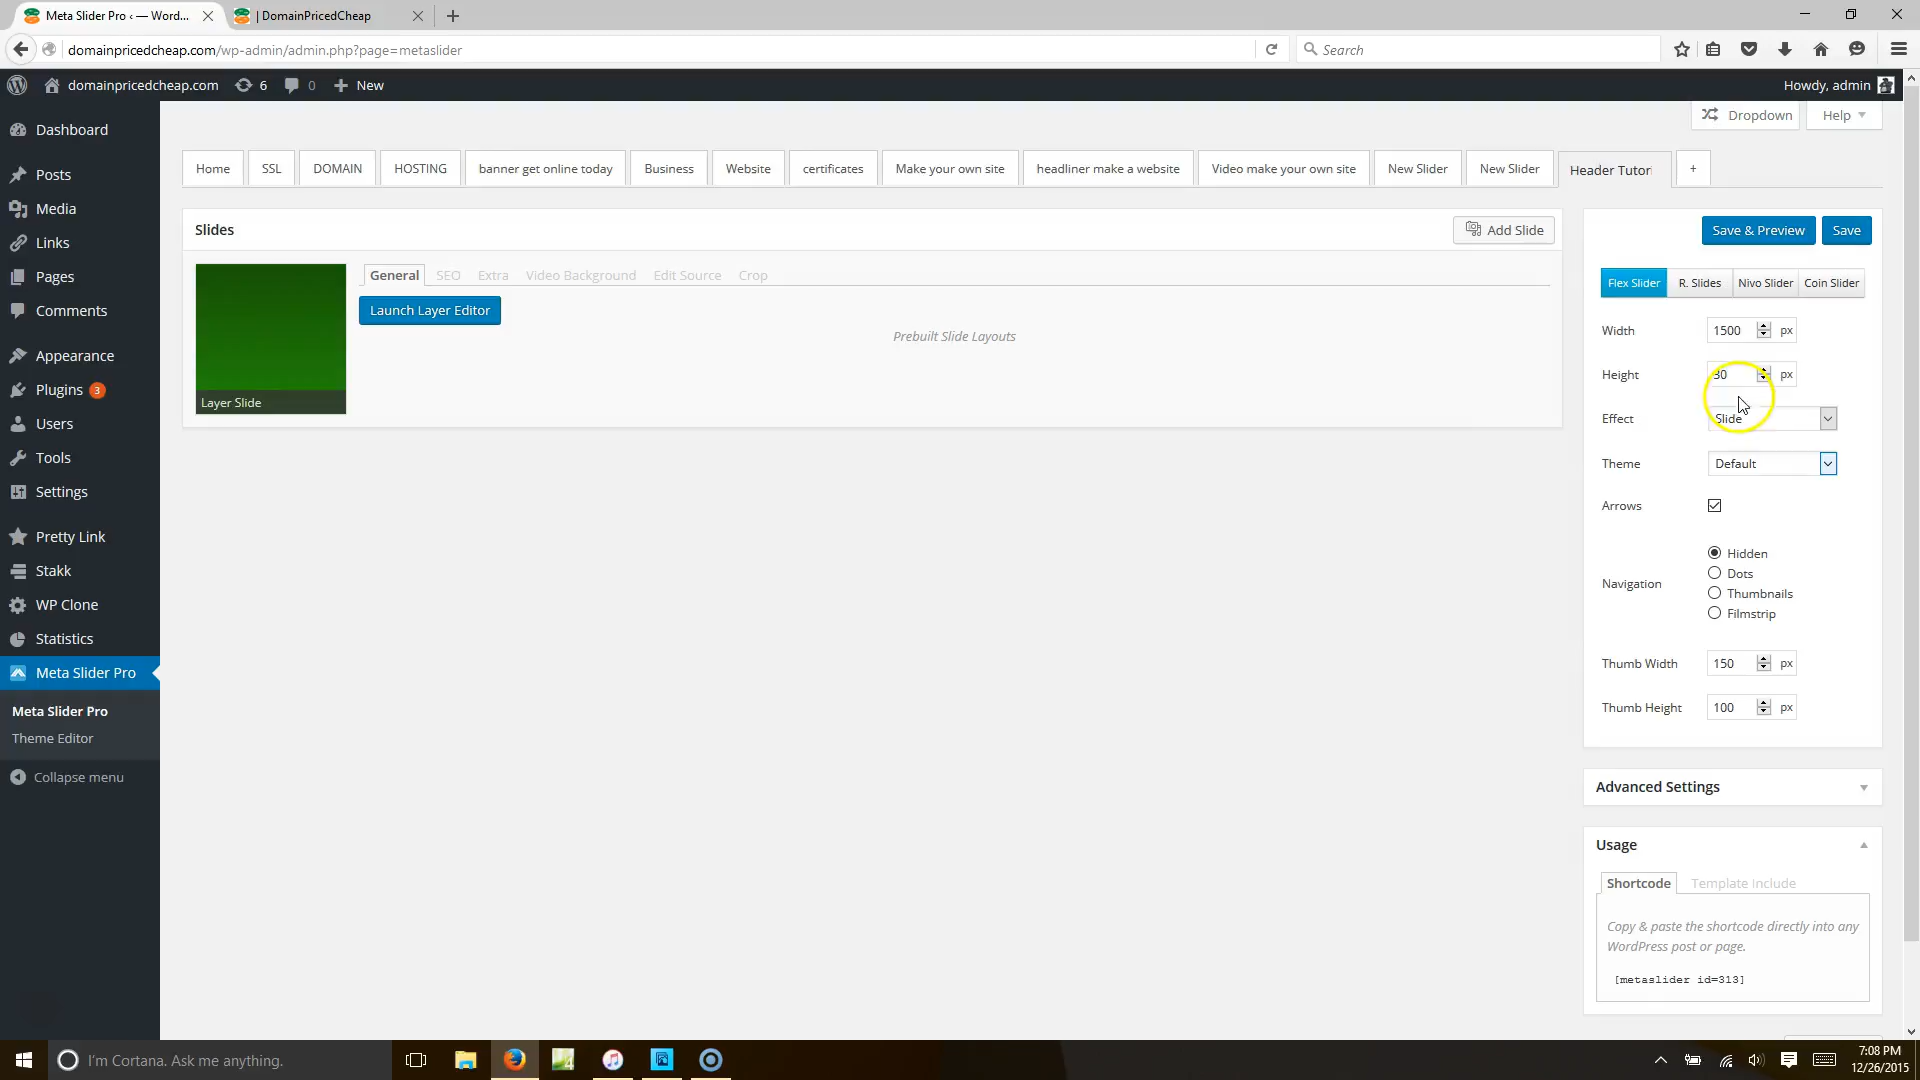 Meta Slider Pro ‹ — Word...
| DomainPricedCheap
domainpricedcheap.com/wp-admin/admin.php?page=metaslider
Search
domainpricedcheap.com
6
0
New
Howdy, admin
Dropdown
Help
Dashboard
Posts
Media
Links
Pages
Comments
Appearance
Plugins 3
Users
Tools
Settings
Pretty Link
Stakk
WP Clone
Statistics
Meta Slider Pro
Meta Slider Pro
Theme Editor
Collapse menu
Home
SSL
DOMAIN
HOSTING
banner get online today
Business
Website
certificates
Make your own site
headliner make a website
Video make your own site
New Slider
New Slider
Header Tutor
+
Slides
Add Slide
Layer Slide
General
SEO
Extra
Video Background
Edit Source
Crop
Launch Layer Editor
Prebuilt Slide Layouts
Save & Preview
Save
Flex Slider
R. Slides
Nivo Slider
Coin Slider
Width 1500 px
Height 30 px
Effect Slide
Theme Default
Arrows
Navigation
Hidden
Dots
Thumbnails
Filmstrip
Thumb Width 150 px
Thumb Height 100 px
Advanced Settings
Usage
Shortcode
Template Include
Copy & paste the shortcode directly into any
WordPress post or page.
[metaslider id=313]
I'm Cortana. Ask me anything.
7:08 PM
12/26/2015